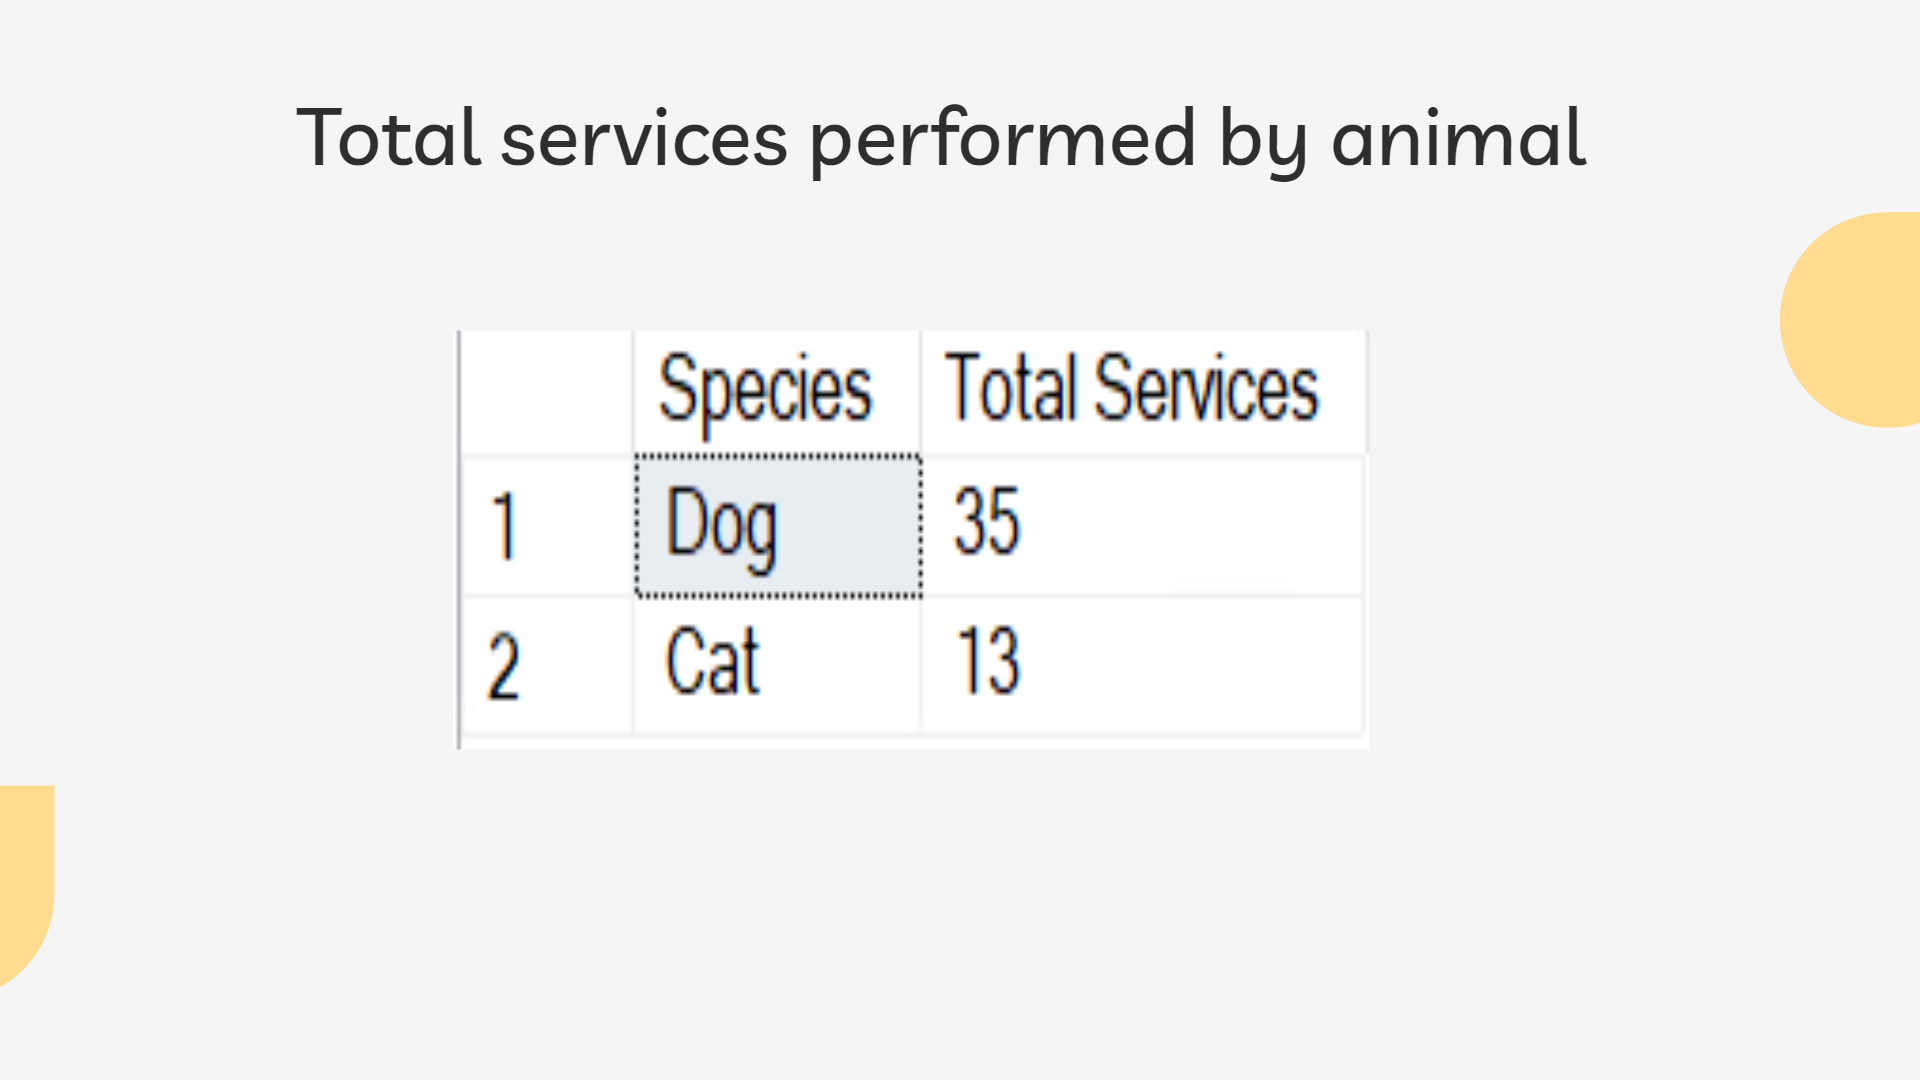 Total services performed by animal
Species Total Services
1 Dog 35
2 Cat 13